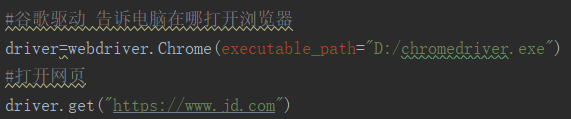 #谷歌驱动 告诉电脑在哪打开浏览器
driver=webdriver.Chrome(executable_path="D:/chromedriver.exe")
#打开网页
driver.get("https://www.jd.com")